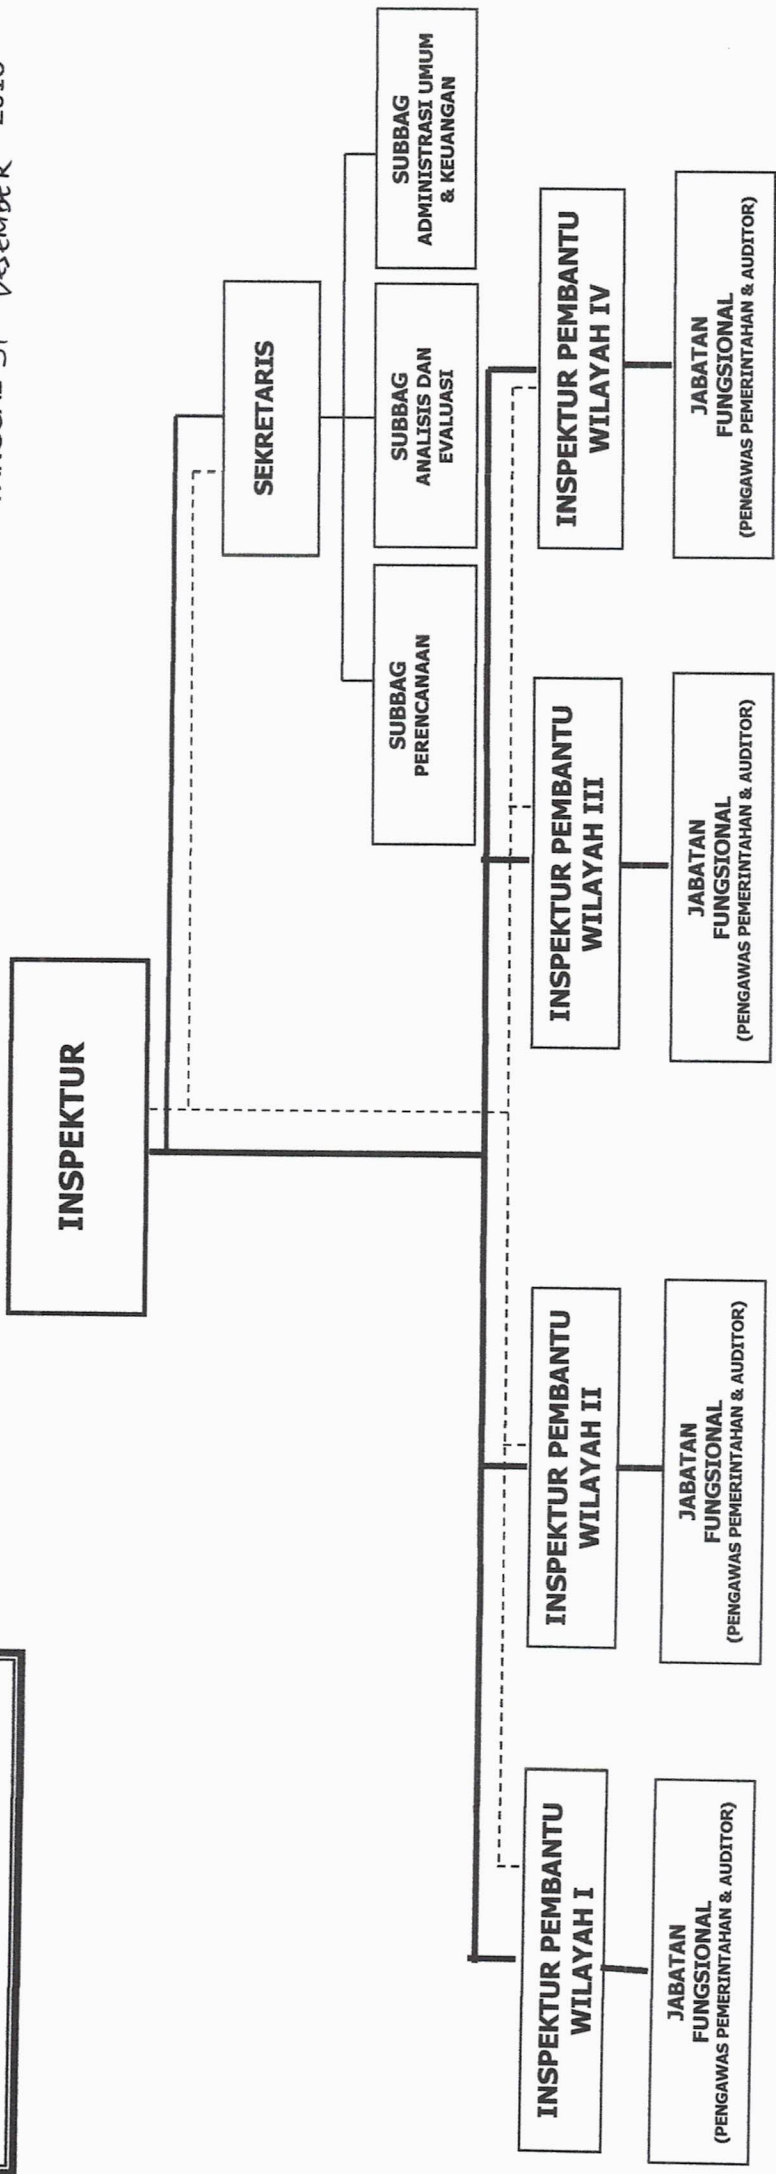 DESEMBER
INSPEKTUR
SEKRETARIS
SUBBAG
PERENCANAAN
SUBBAG
ANALISIS DAN
EVALUASI
SUBBAG
ADMINISTRASI UMUM
& KEUANGAN
INSPEKTUR PEMBANTU
WILAYAH I
INSPEKTUR PEMBANTU
WILAYAH II
INSPEKTUR PEMBANTU
WILAYAH III
INSPEKTUR PEMBANTU
WILAYAH IV
JABATAN
FUNGSIONAL
(PENGAWAS PEMERINTAHAN & AUDITOR)
JABATAN
FUNGSIONAL
(PENGAWAS PEMERINTAHAN & AUDITOR)
JABATAN
FUNGSIONAL
(PENGAWAS PEMERINTAHAN & AUDITOR)
JABATAN
FUNGSIONAL
(PENGAWAS PEMERINTAHAN & AUDITOR)